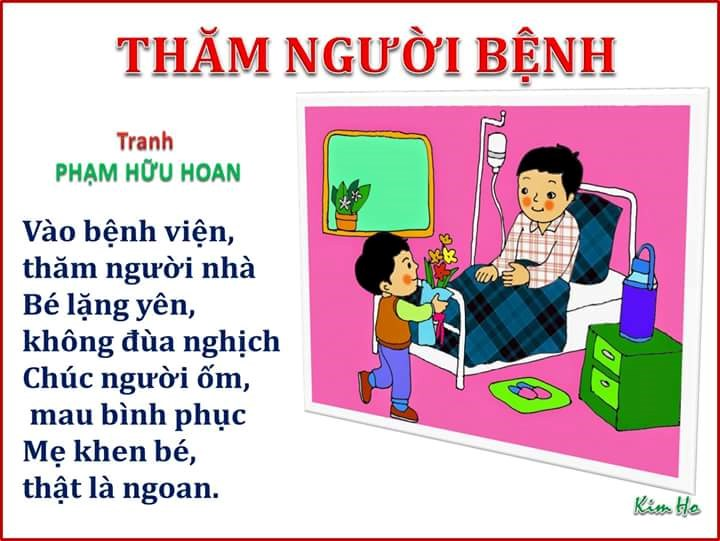 THĂM NGƯỜI BỆNH
Tranh
PHẠM HỮU HOAN
Vào bệnh viện,
thăm người nhà
Bé lặng yên,
không đùa nghịch
Chúc người ốm,
mau bình phục
Mẹ khen bé,
thật là ngoan.
Kim Họ